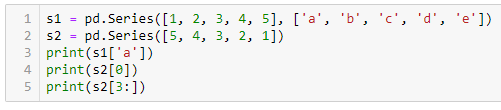 1 s1 = pd.Series([1, 2, 3, 4, 5], ['a', 'b', 'c', 'd', 'e'])
2 s2 = pd.Series([5, 4, 3, 2, 1])
3 print(s1['a'])
4 print(s2[0])
5 print(s2[3:])